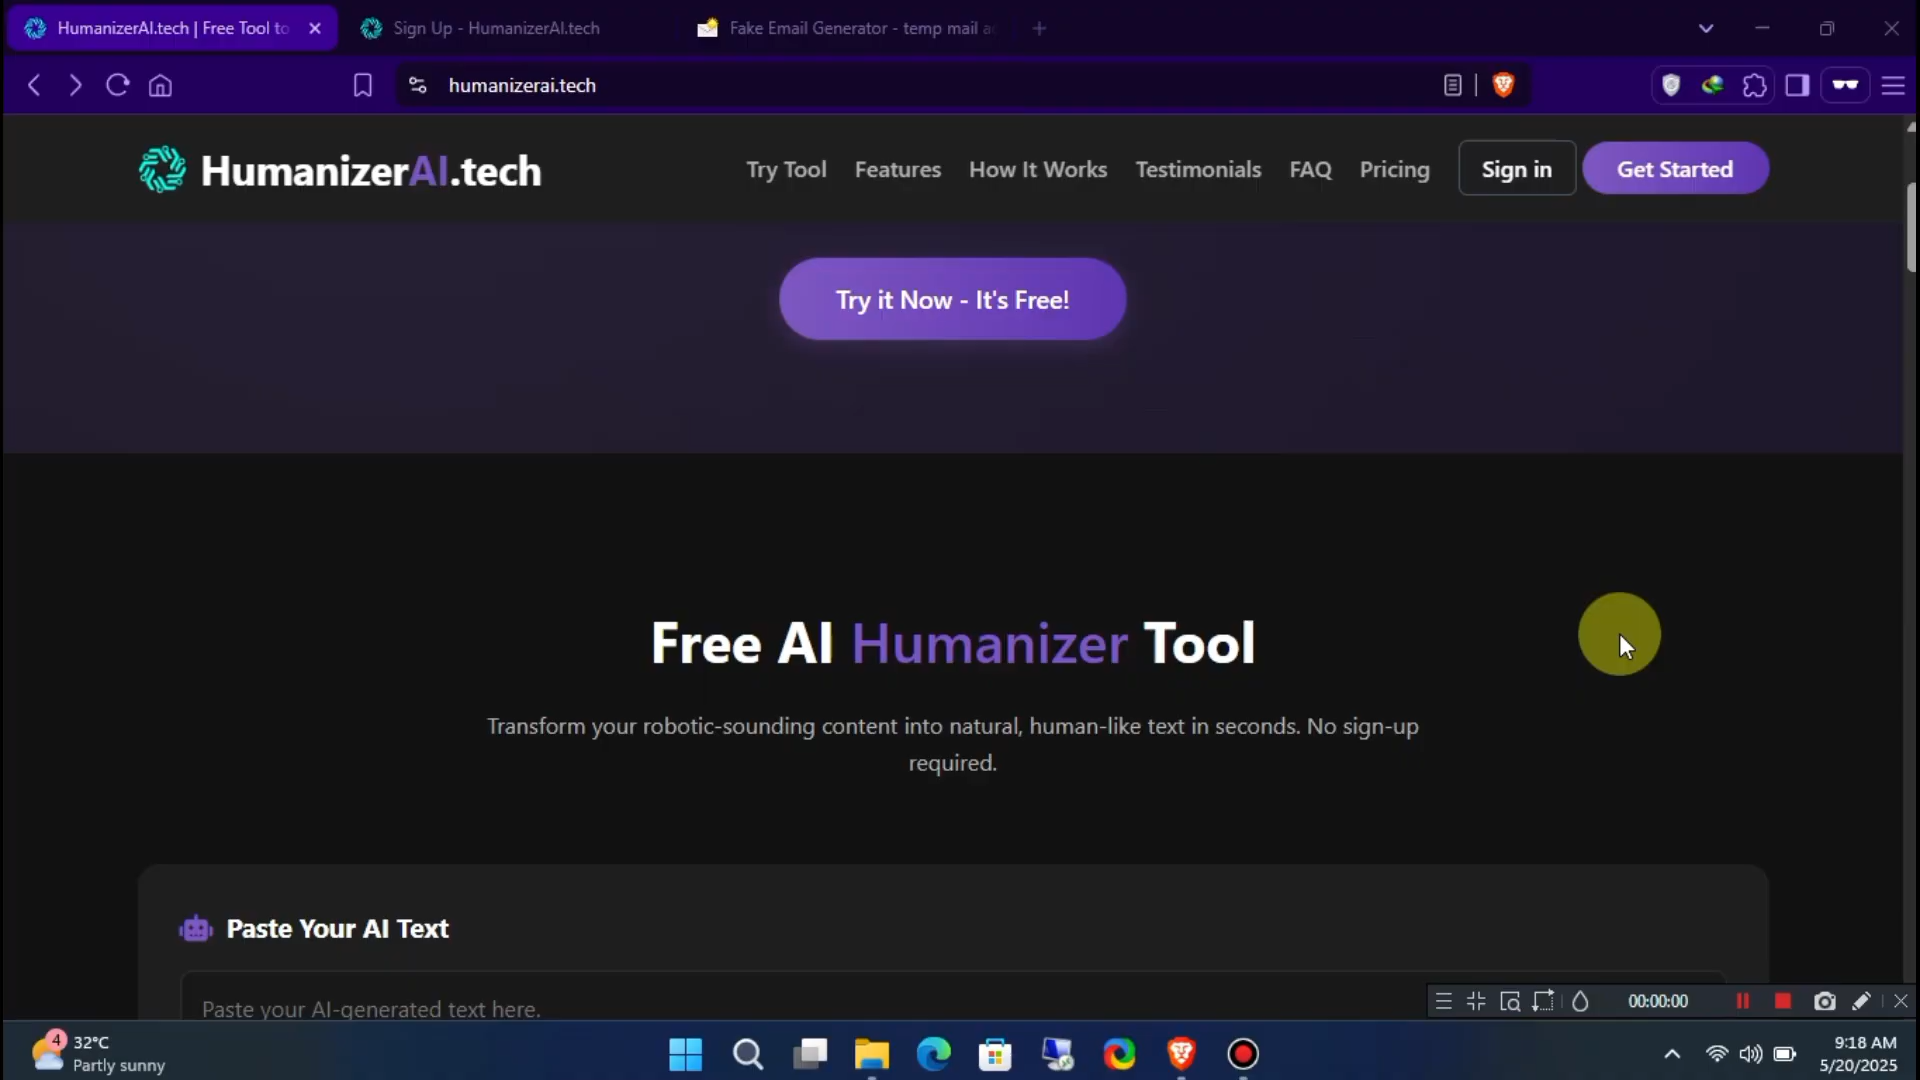 HumanizerAI.tech | Free Tool to
Sign Up - HumanizerAI.tech
Fake Email Generator - temp mail ad
humanizerai.tech
HumanizerAI.tech
Try Tool
Features
How It Works
Testimonials
FAQ
Pricing
Sign in
Get Started
Try it Now - It's Free!
Free AI Humanizer Tool
Transform your robotic-sounding content into natural, human-like text in seconds. No sign-up
required.
Paste Your AI Text
Paste your AI-generated text here.
00:00:00
4
32°C
Partly sunny
9:18 AM
5/20/2025